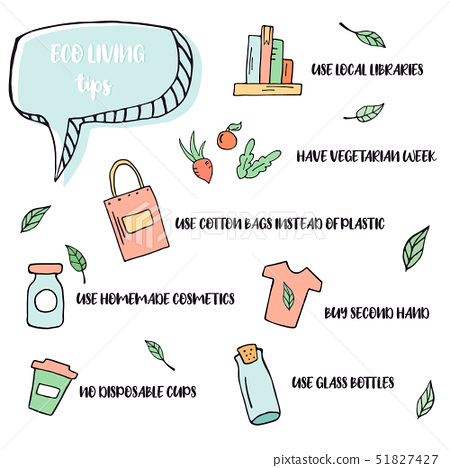 ECO LIVING
tips
USE LOCAL LIBRARIES
HAVE VEGETARIAN WEEK
USE COTTON BAGS INSTEAD OF PLASTIC
USE HOMEMADE COSMETICS
BUY SECOND HAND
NO DISPOSABLE CUPS
USE GLASS BOTTLES
PIXTA
51827427